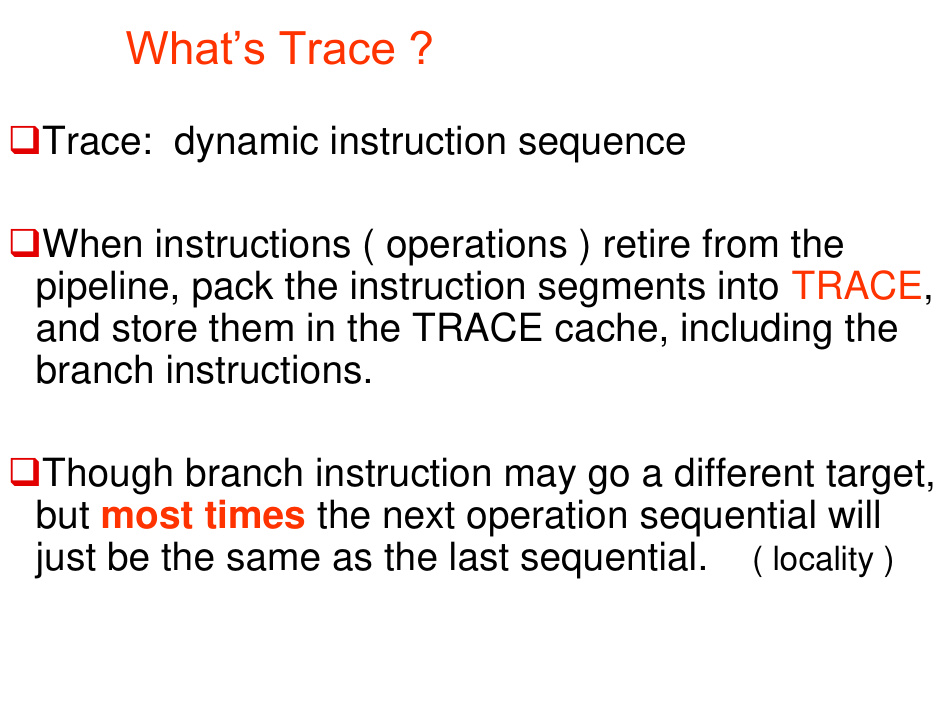 What’s Trace ?
❑Trace:  dynamic instruction sequence
❑When instructions ( operations ) retire from the
pipeline, pack the instruction segments into TRACE,
and store them in the TRACE cache, including the
branch instructions.
❑Though branch instruction may go a different target,
but most times the next operation sequential will
just be the same as the last sequential.    ( locality )